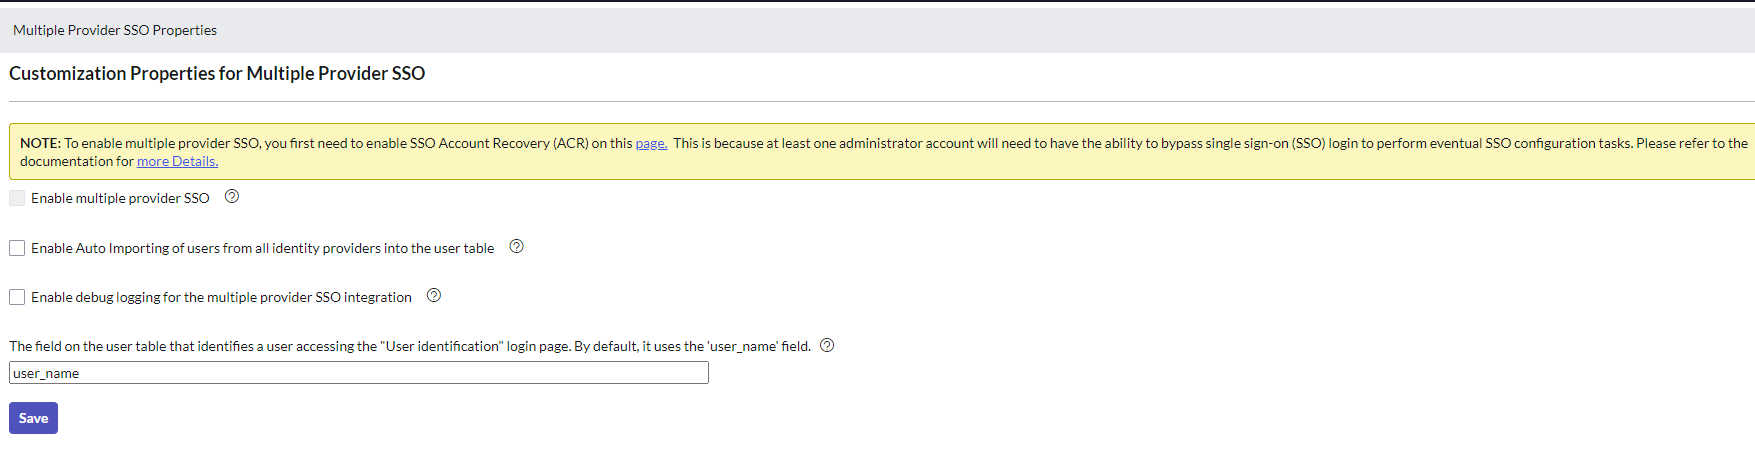 Multiple Provider SSO Properties
Customization Properties for Multiple Provider SSO
NOTE: To enable multiple provider SSO, you first need to enable SSO Account Recovery (ACR) on this page. This is because at least one administrator account will need to have the ability to bypass single sign-on (SSO) login to perform eventual SSO configuration tasks. Please refer to the
documentation for more Details.
Enable multiple provider SSO
Enable Auto Importing of users from all identity providers into the user table
Enable debug logging for the multiple provider SSO integration
The field on the user table that identifies a user accessing the "User identification" login page. By default, it uses the 'user_name' field.
user_name
Save